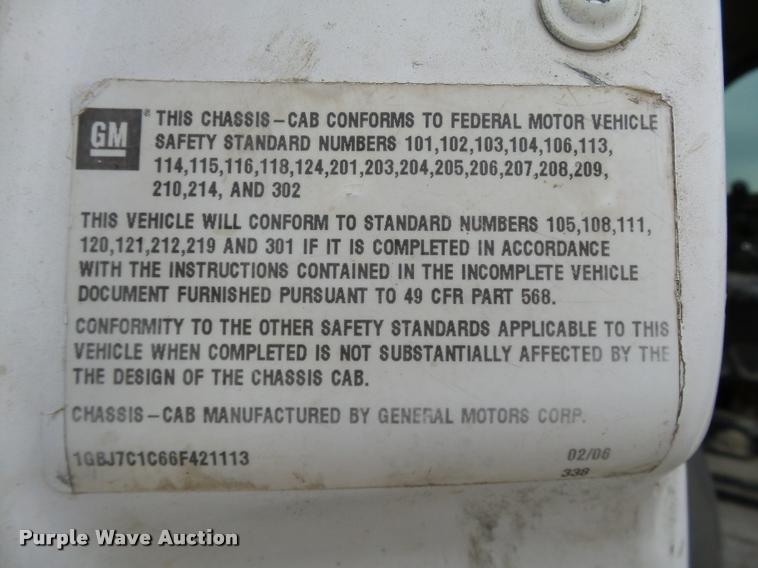 GM® THIS CHASSIS-CAB CONFORMS TO FEDERAL MOTOR VEHICLE
SAFETY STANDARD NUMBERS 101,102,103,104,106,113,
114,115,116,118,124,201,203,204,205,206,207,208,209,
210,214, AND 302
THIS VEHICLE WILL CONFORM TO STANDARD NUMBERS 105,108,111,
120,121,212,219 AND 301 IF IT IS COMPLETED IN ACCORDANCE
WITH THE INSTRUCTIONS CONTAINED IN THE INCOMPLETE VEHICLE
DOCUMENT FURNISHED PURSUANT TO 49 CFR PART 568.
CONFORMITY TO THE OTHER SAFETY STANDARDS APPLICABLE TO THIS
VEHICLE WHEN COMPLETED IS NOT SUBSTANTIALLY AFFECTED BY THE
THE DESIGN OF THE CHASSIS CAB.
CHASSIS-CAB MANUFACTURED BY GENERAL MOTORS CORP.
1GBJ7C1C66F421113 02/06
338
Purple Wave Auction